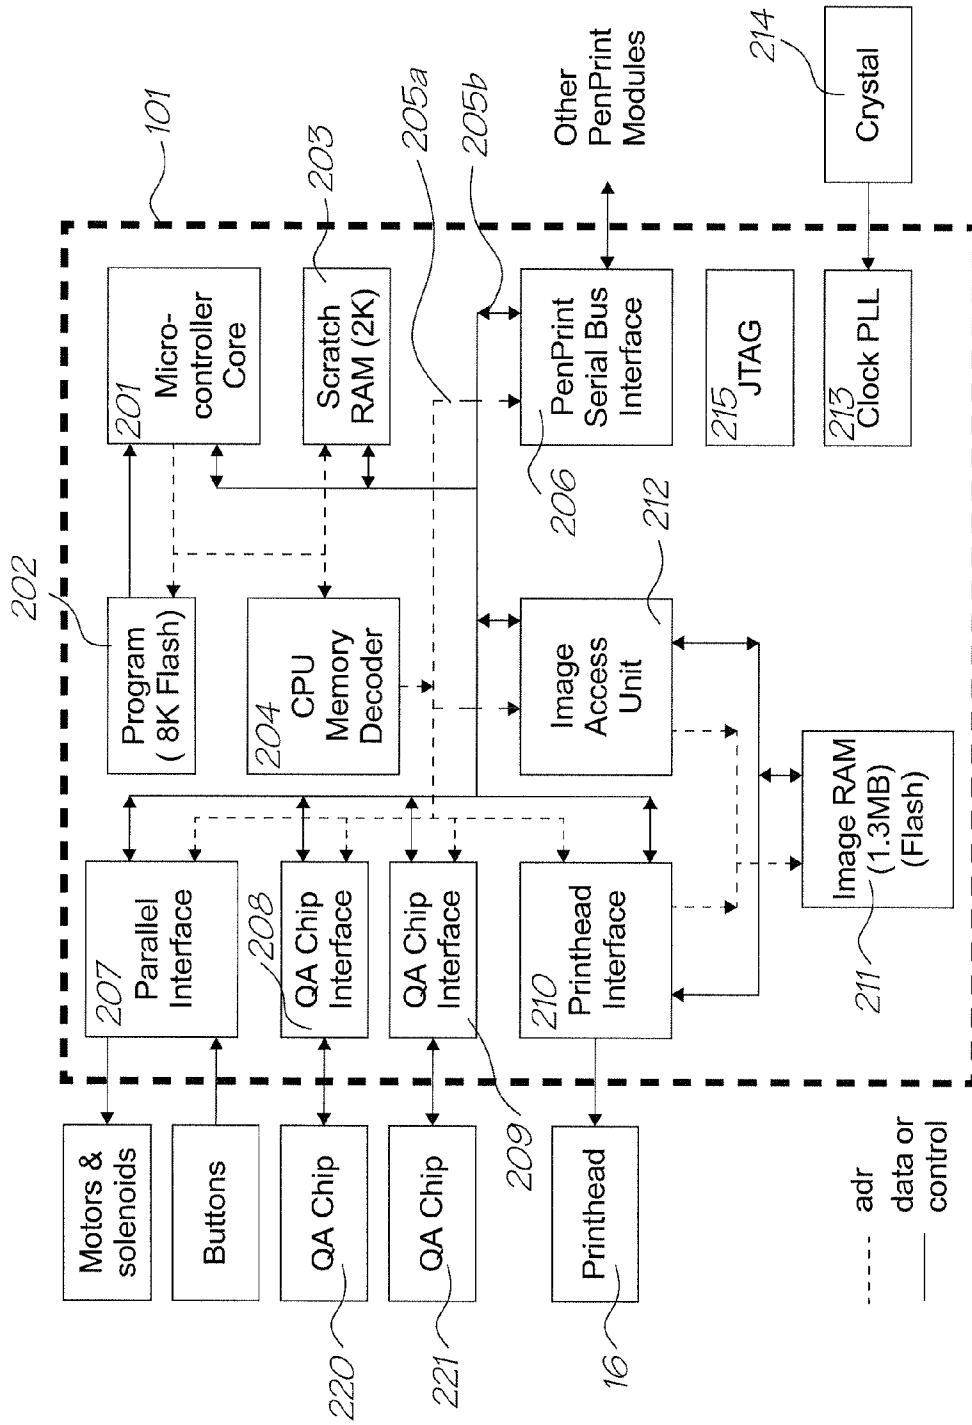 Motors &
solenoids
Buttons
QA Chip
220
QA Chip
221
Printhead
16
adr
data or
control
207
Parallel
Interface
208
QA Chip
Interface
QA Chip
Interface
209
210
Printhead
Interface
202
Program
( 8K Flash)
204
CPU
Memory
Decoder
Image
Access
Unit
212
Image RAM
(1.3MB)
(Flash)
211
101
201
Micro-
controller
Core
Scratch
RAM (2K)
203
205a
205b
206
PenPrint
Serial Bus
Interface
Other
PenPrint
Modules
215
JTAG
213
Clock PLL
214
Crystal